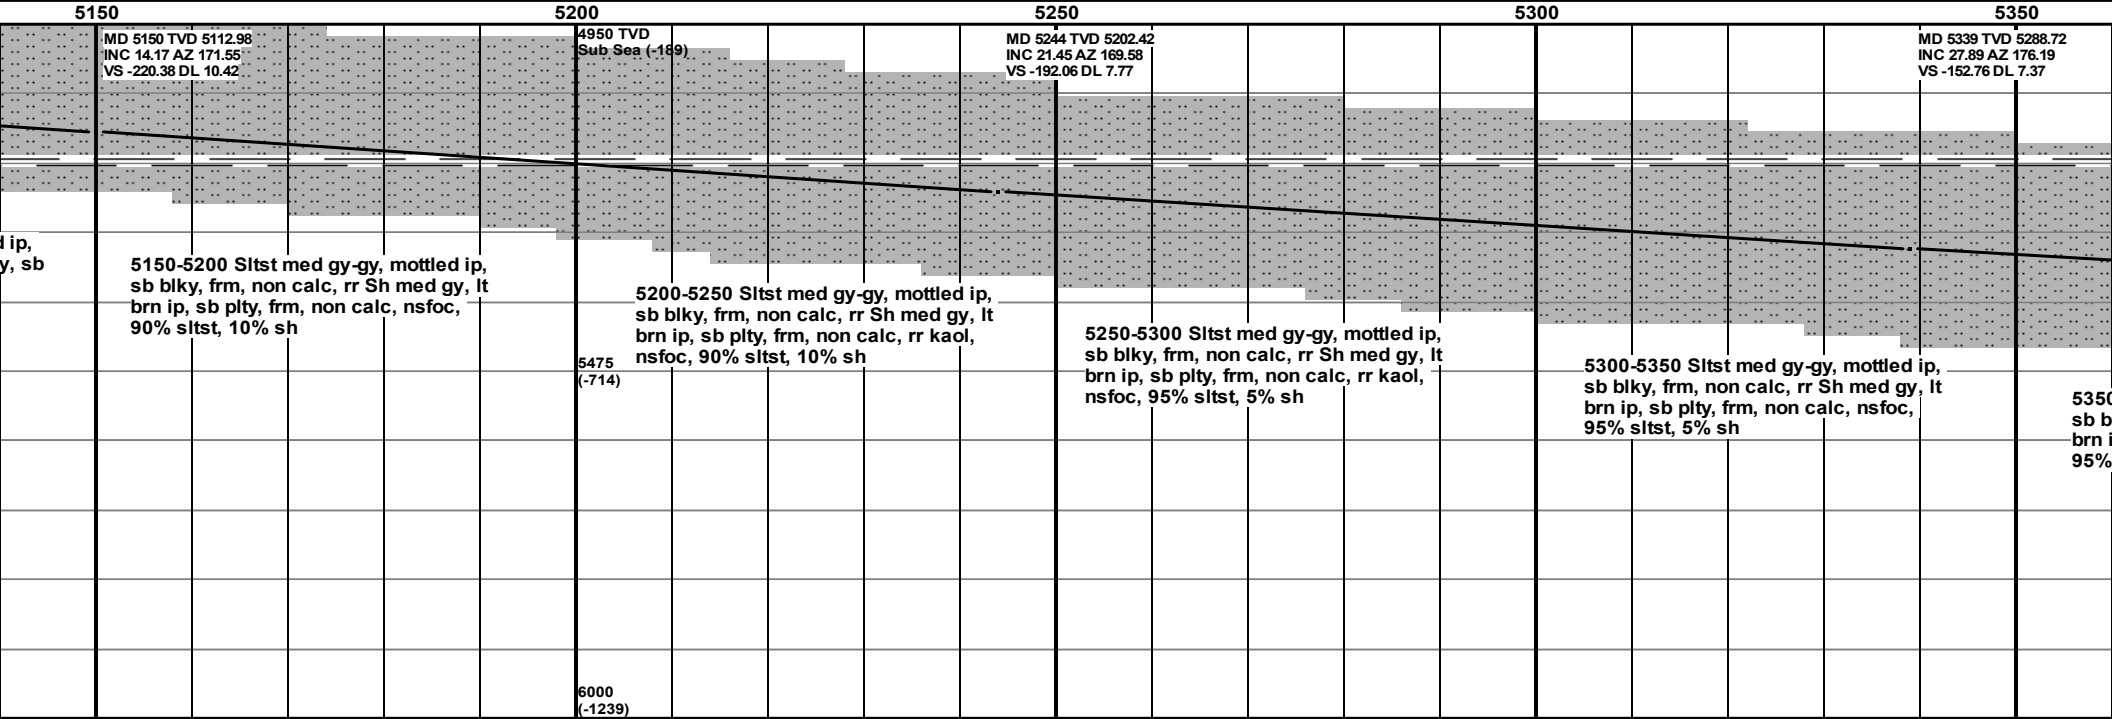 5150
5200
5250
5300
5350
MD 5150 TVD 5112.98
INC 14.17 AZ 171.55
VS -220.38 DL 10.42
4950 TVD
Sub Sea (-189)
MD 5244 TVD 5202.42
INC 21.45 AZ 169.58
VS -192.06 DL 7.77
MD 5339 TVD 5288.72
INC 27.89 AZ 176.19
VS -152.76 DL 7.37
ip,
y, sb
5150-5200 Sltst med gy-gy, mottled ip,
sb blky, frm, non calc, rr Sh med gy, lt
brn ip, sb plty, frm, non calc, nsfoc,
90% sltst, 10% sh
5200-5250 Sltst med gy-gy, mottled ip,
sb blky, frm, non calc, rr Sh med gy, lt
brn ip, sb plty, frm, non calc, rr kaol,
nsfoc, 90% sltst, 10% sh
5250-5300 Sltst med gy-gy, mottled ip,
sb blky, frm, non calc, rr Sh med gy, lt
brn ip, sb plty, frm, non calc, rr kaol,
nsfoc, 95% sltst, 5% sh
5300-5350 Sltst med gy-gy, mottled ip,
sb blky, frm, non calc, rr Sh med gy, lt
brn ip, sb plty, frm, non calc, nsfoc,
95% sltst, 5% sh
5350
sb b
brn i
95%
5475
(-714)
6000
(-1239)